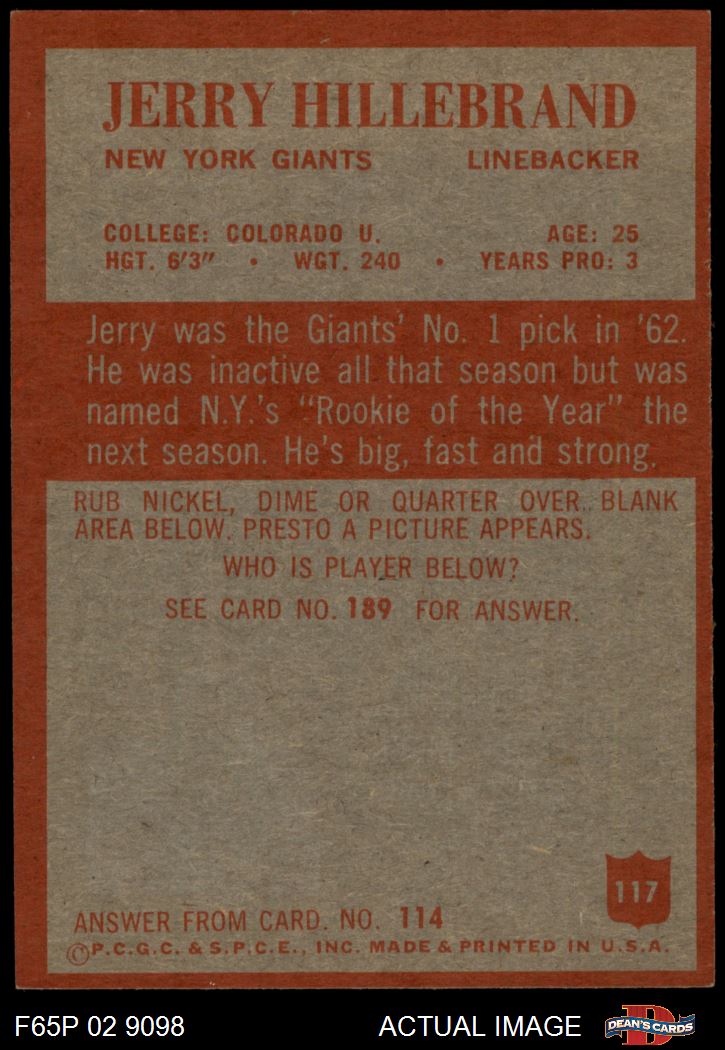 JERRY HILLEBRAND
NEW YORK GIANTS LINEBACKER
COLLEGE: COLORADO U. AGE: 25
HGT. 6'3" • WGT. 240 • YEARS PRO: 3
Jerry was the Giants' No. 1 pick in '62.
He was inactive all that season but was
named N.Y.'s "Rookie of the Year" the
next season. He's big, fast and strong.
RUB NICKEL, DIME OR QUARTER OVER BLANK
AREA BELOW. PRESTO A PICTURE APPEARS.
WHO IS PLAYER BELOW?
SEE CARD NO. 189 FOR ANSWER.
117
ANSWER FROM CARD. NO. 114
©P.C.G.C. & S.P.C.E., INC. MADE & PRINTED IN U.S.A.
F65P 02 9098 ACTUAL IMAGE
D
DEAN'S CARDS